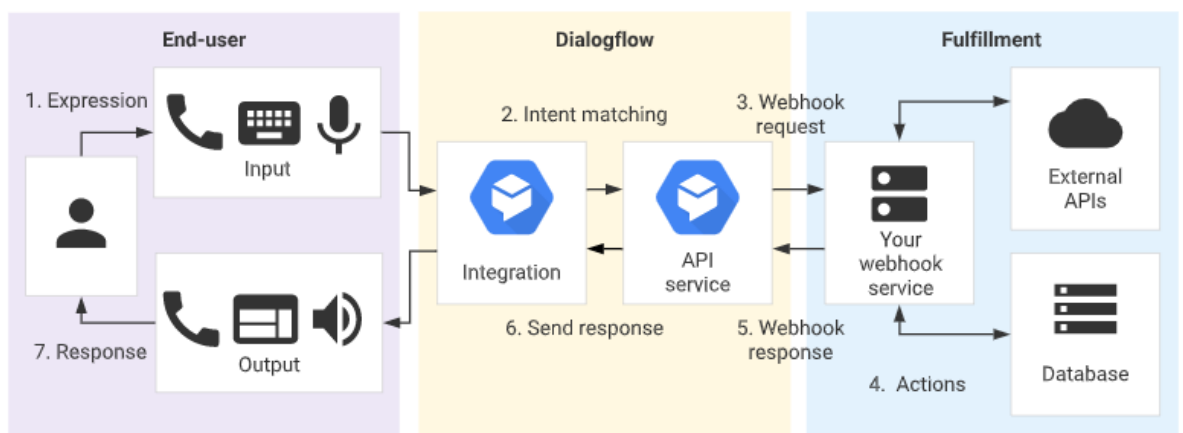 End-user
Dialogflow
Fulfillment
1. Expression
Input
2. Intent matching
3. Webhook
request
External
APIs
Integration
API
service
Your
webhook
service
Output
7. Response
6. Send response
5. Webhook
response
4. Actions
Database